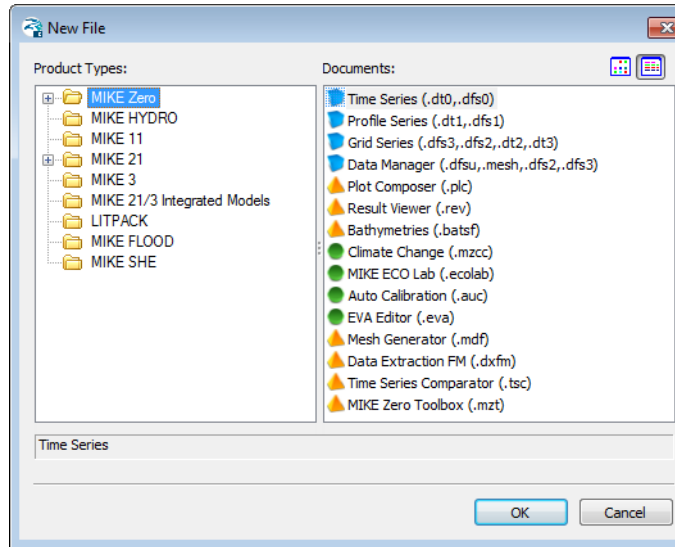 New File
Product Types:
MIKE Zero
MIKE HYDRO
MIKE 11
MIKE 21
MIKE 3
MIKE 21/3 Integrated Models
LITPACK
MIKE FLOOD
MIKE SHE
Documents:
Time Series (.dt0,.dfs0)
Profile Series (.dt1,.dfs1)
Grid Series (.dfs3,.dfs2,.dt2,.dt3)
Data Manager (.dfsu,.mesh,.dfs2,.dfs3)
Plot Composer (.plc)
Result Viewer (.rev)
Bathymetries (.batsf)
Climate Change (.mzcc)
MIKE ECO Lab (.ecolab)
Auto Calibration (.auc)
EVA Editor (.eva)
Mesh Generator (.mdf)
Data Extraction FM (.dxfm)
Time Series Comparator (.tsc)
MIKE Zero Toolbox (.mzt)
Time Series
OK
Cancel